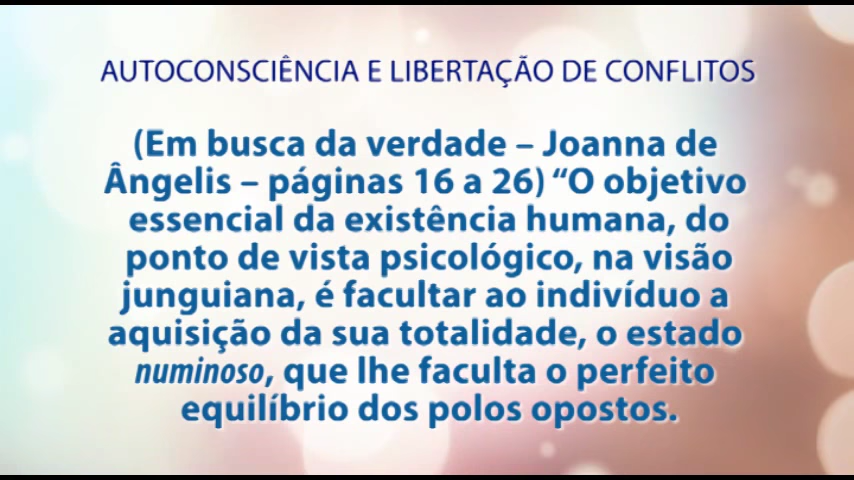 AUTOCONSCIÊNCIA E LIBERTAÇÃO DE CONFLITOS
(Em busca da verdade – Joanna de
Ângelis – páginas 16 a 26) “O objetivo
essencial da existência humana, do
ponto de vista psicológico, na visão
junguiana, é facultar ao indivíduo a
aquisição da sua totalidade, o estado
numinoso, que lhe faculta o perfeito
equilíbrio dos polos opostos.